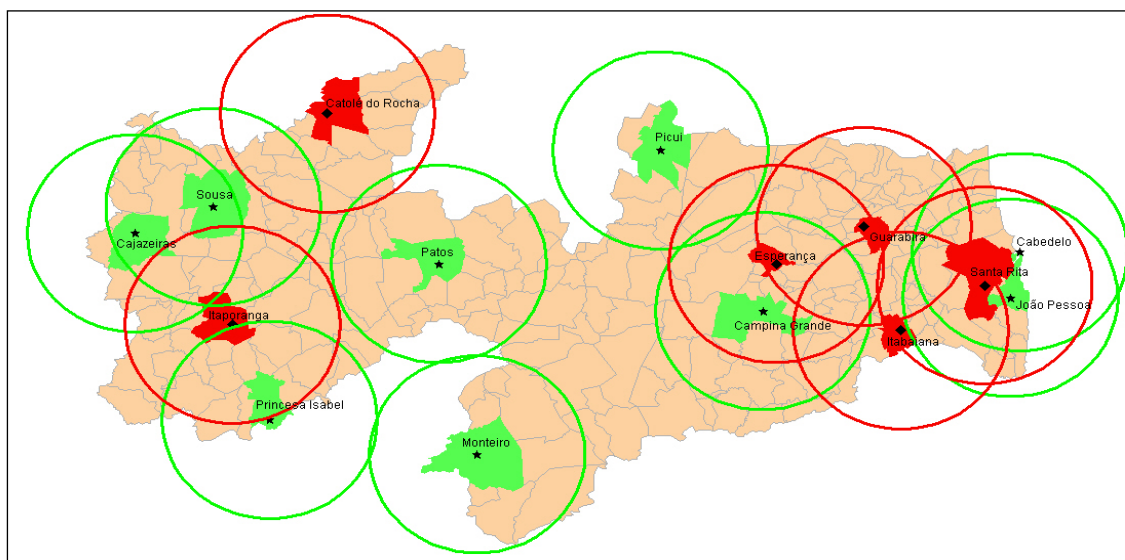 Catolé do Rocha
Picuí
Sousa
Cajazeiras
Patos
Guarabira
Cabedelo
Esperança
Santa Rita
João Pessoa
Itaporanga
Campina Grande
Itabaiana
Princesa Isabel
Monteiro